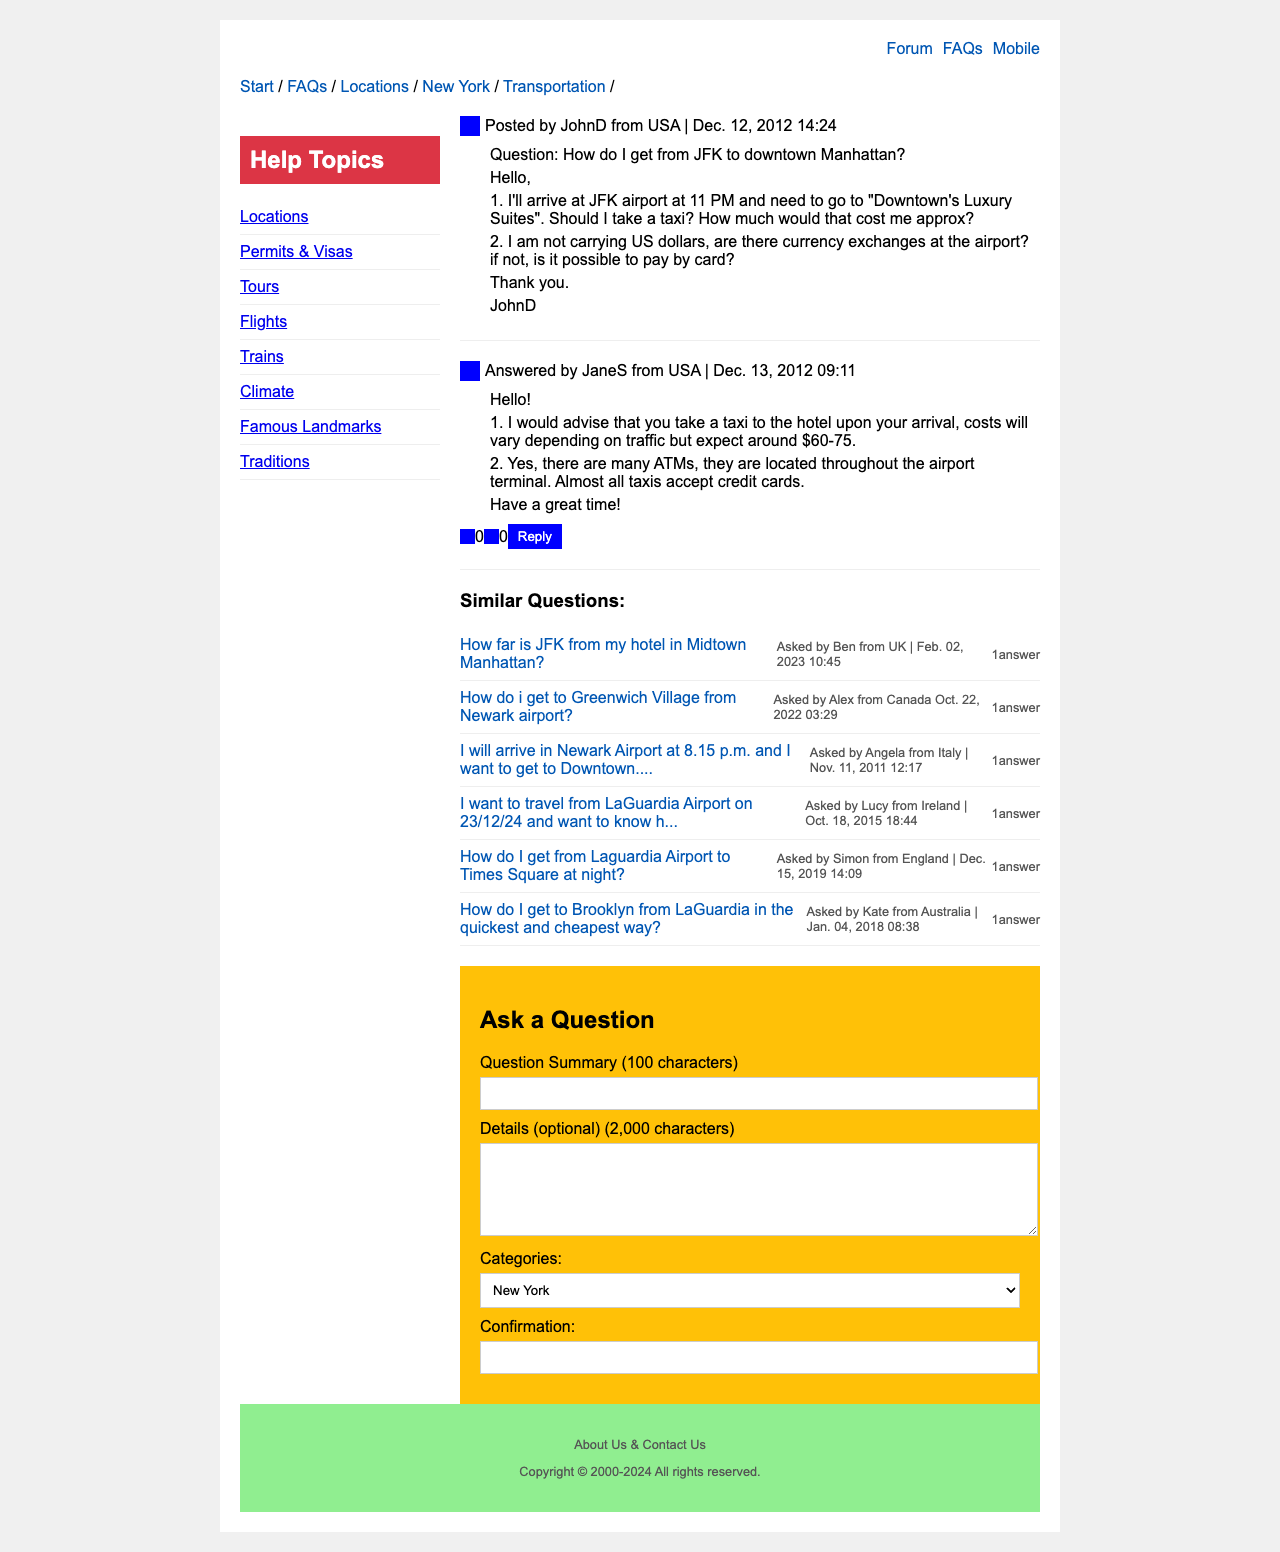 Forum FAQs Mobile
Start / FAQs / Locations / New York / Transportation /
Help Topics
Locations
Permits & Visas
Tours
Flights
Trains
Climate
Famous Landmarks
Traditions
Posted by JohnD from USA | Dec. 12, 2012 14:24
Question: How do I get from JFK to downtown Manhattan?
Hello,
1. I'll arrive at JFK airport at 11 PM and need to go to "Downtown's Luxury
Suites". Should I take a taxi? How much would that cost me approx?
2. I am not carrying US dollars, are there currency exchanges at the airport?
if not, is it possible to pay by card?
Thank you.
JohnD
Answered by JaneS from USA | Dec. 13, 2012 09:11
Hello!
1. I would advise that you take a taxi to the hotel upon your arrival, costs will
vary depending on traffic but expect around $60-75.
2. Yes, there are many ATMs, they are located throughout the airport
terminal. Almost all taxis accept credit cards.
Have a great time!
0 0 Reply
Similar Questions:
How far is JFK from my hotel in Midtown
Manhattan?
Asked by Ben from UK | Feb. 02,
2023 10:45
1answer
How do i get to Greenwich Village from
Newark airport?
Asked by Alex from Canada Oct. 22,
2022 03:29
1answer
I will arrive in Newark Airport at 8.15 p.m. and I
want to get to Downtown....
Asked by Angela from Italy |
Nov. 11, 2011 12:17
1answer
I want to travel from LaGuardia Airport on
23/12/24 and want to know h...
Asked by Lucy from Ireland |
Oct. 18, 2015 18:44
1answer
How do I get from Laguardia Airport to
Times Square at night?
Asked by Simon from England | Dec.
15, 2019 14:09
1answer
How do I get to Brooklyn from LaGuardia in the
quickest and cheapest way?
Asked by Kate from Australia |
Jan. 04, 2018 08:38
1answer
Ask a Question
Question Summary (100 characters)
Details (optional) (2,000 characters)
Categories:
New York
Confirmation:
About Us & Contact Us
Copyright © 2000-2024 All rights reserved.